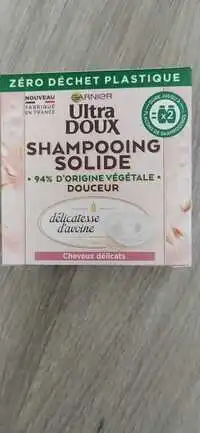 ZÉRO DÉCHET PLASTIQUE
NOUVEAU
FABRIQUÉ
EN FRANCE
GARNIER
Ultra
DOUX
x2
SHAMPOOING
SOLIDE
• 94% D'ORIGINE VÉGÉTALE •
DOUCEUR
délicatesse
d'avoine
Cheveux délicats